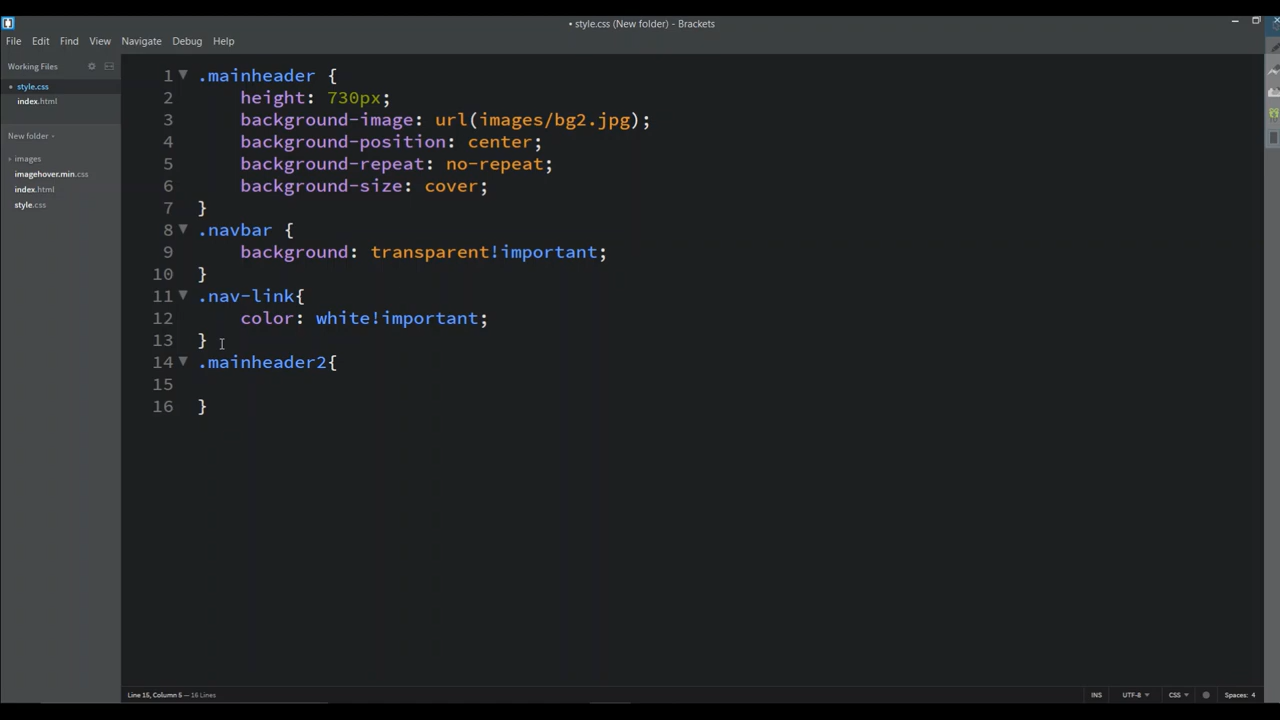 • style.css (New folder) - Brackets
File Edit Find View Navigate Debug Help
Working Files
• style.css
index.html
New folder
images
imagehover.min.css
index.html
style.css
1 .mainheader {
2 height: 730px;
3 background-image: url(images/bg2.jpg);
4 background-position: center;
5 background-repeat: no-repeat;
6 background-size: cover;
7 }
8 .navbar {
9 background: transparent!important;
10 }
11 .nav-link{
12 color: white!important;
13 }
14 .mainheader2{
15
16 }
Line 15, Column 5 — 16 Lines
INS UTF-8 CSS Spaces: 4